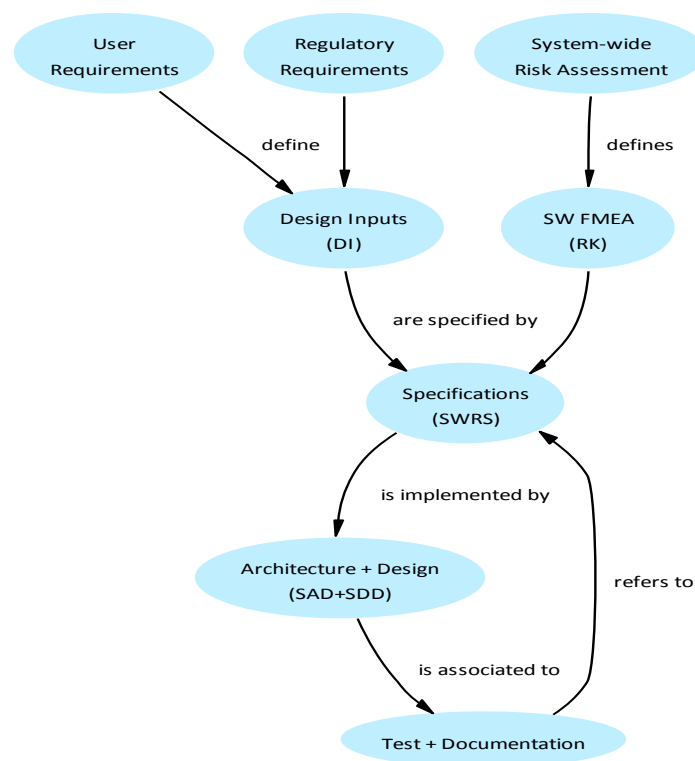 User
Requirements
Regulatory
Requirements
System-wide
Risk Assessment
define
defines
Design Inputs
(DI)
SW FMEA
(RK)
are specified by
Specifications
(SWRS)
is implemented by
Architecture + Design
(SAD+SDD)
refers to
is associated to
Test + Documentation